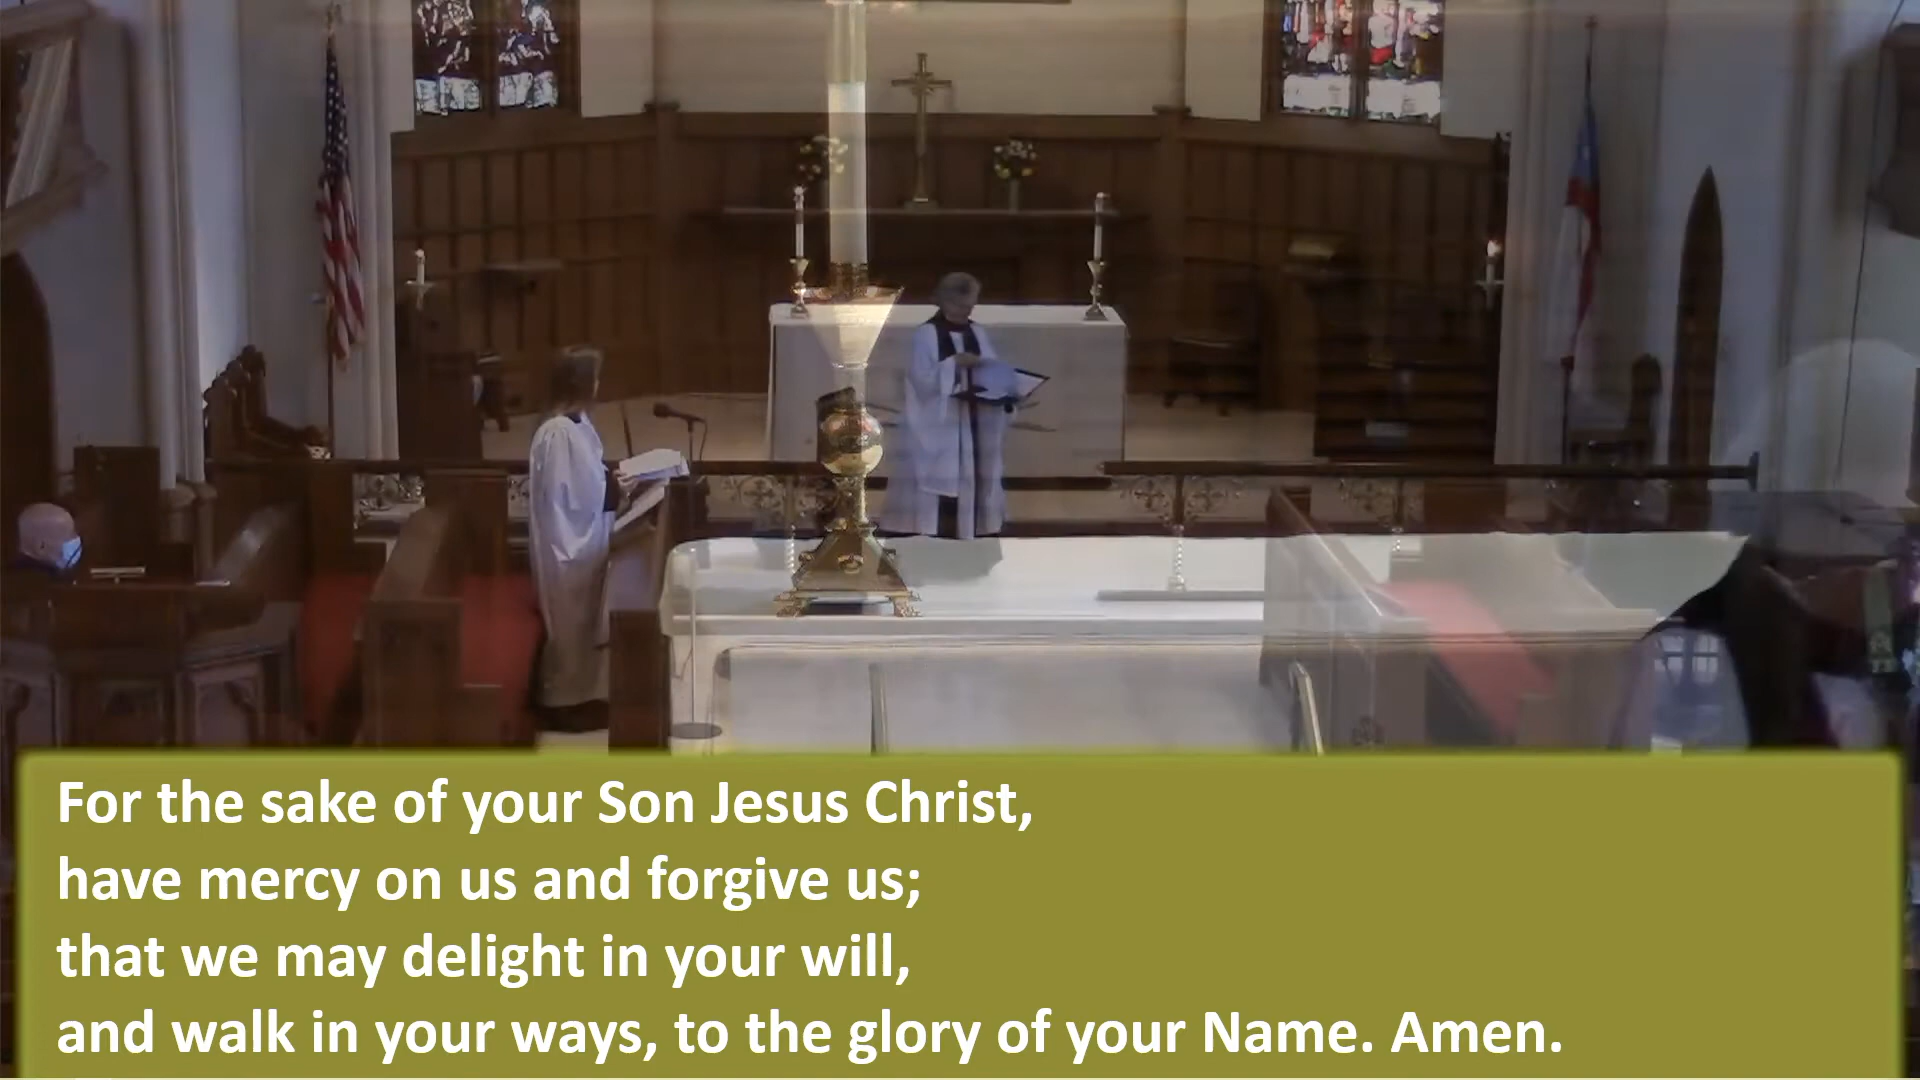 For the sake of your Son Jesus Christ,
have mercy on us and forgive us;
that we may delight in your will,
and walk in your ways, to the glory of your Name. Amen.